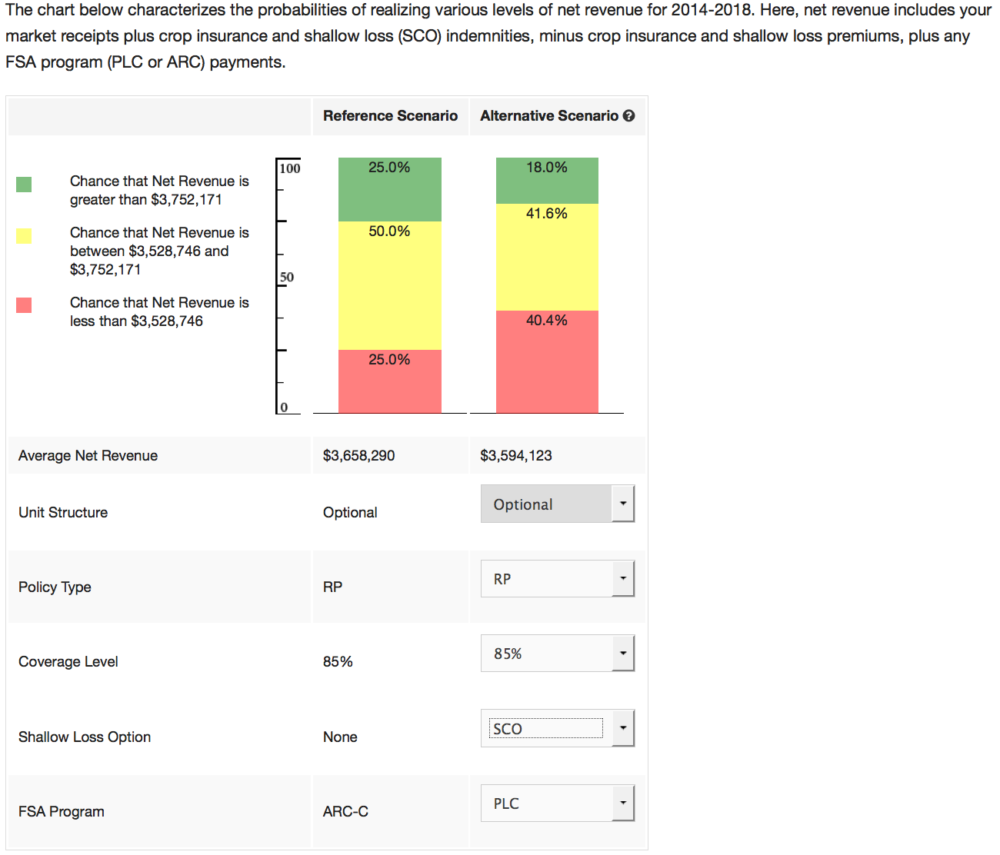 The chart below characterizes the probabilities of realizing various levels of net revenue for 2014-2018. Here, net revenue includes your
market receipts plus crop insurance and shallow loss (SCO) indemnities, minus crop insurance and shallow loss premiums, plus any
FSA program (PLC or ARC) payments.
Reference Scenario
Alternative Scenario ?
Chance that Net Revenue is
greater than $3,752,171
Chance that Net Revenue is
between $3,528,746 and
$3,752,171
Chance that Net Revenue is
less than $3,528,746
100
50
0
25.0%
50.0%
25.0%
18.0%
41.6%
40.4%
Average Net Revenue
$3,658,290
$3,594,123
Unit Structure
Optional
Optional
Policy Type
RP
RP
Coverage Level
85%
85%
Shallow Loss Option
None
SCO
FSA Program
ARC-C
PLC